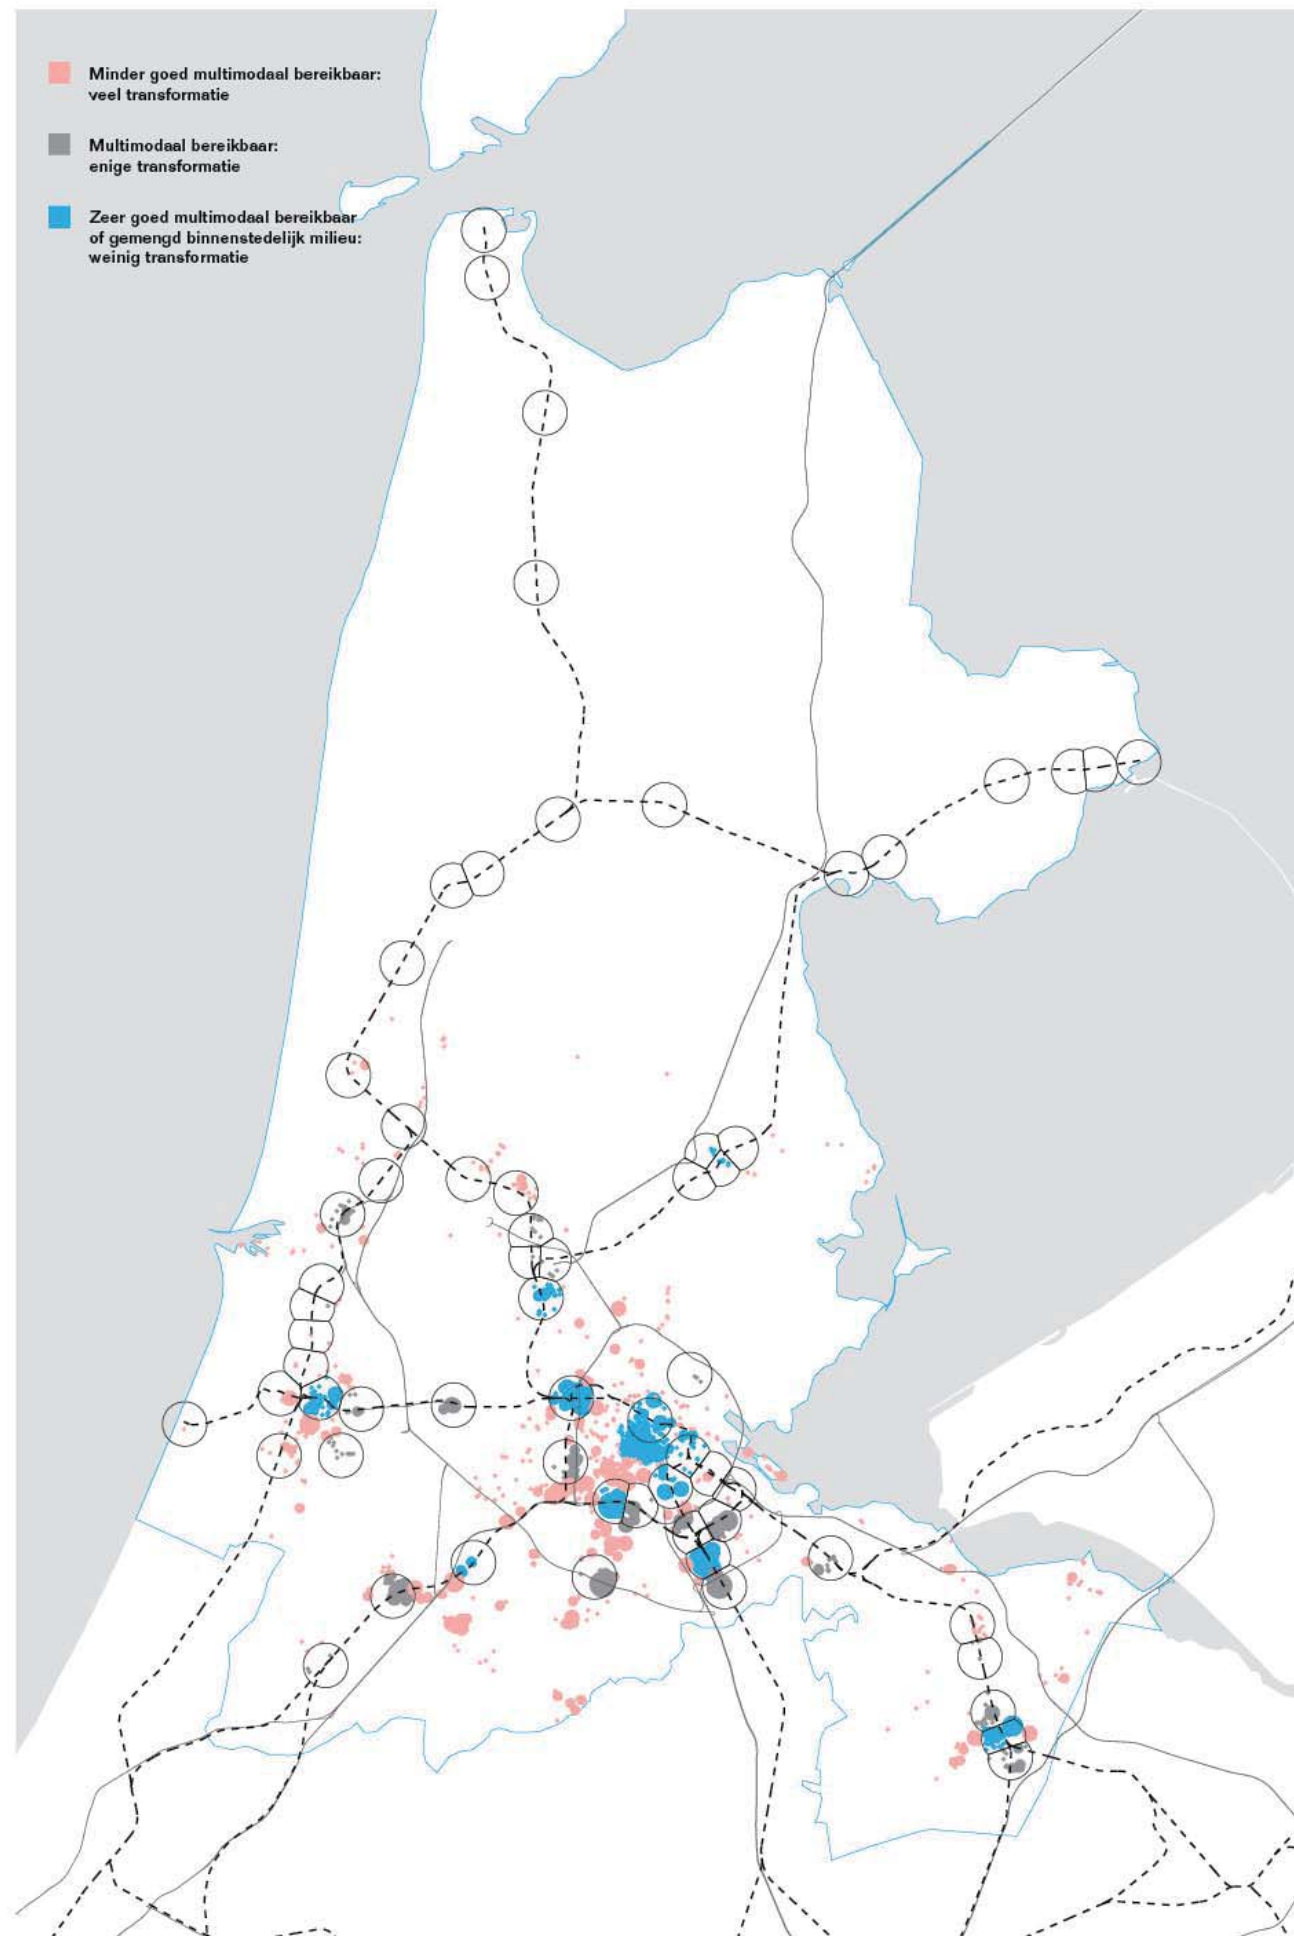 Minder goed multimodaal bereikbaar:
veel transformatie
Multimodaal bereikbaar:
enige transformatie
Zeer goed multimodaal bereikbaar
of gemengd binnenstedelijk milieu:
weinig transformatie